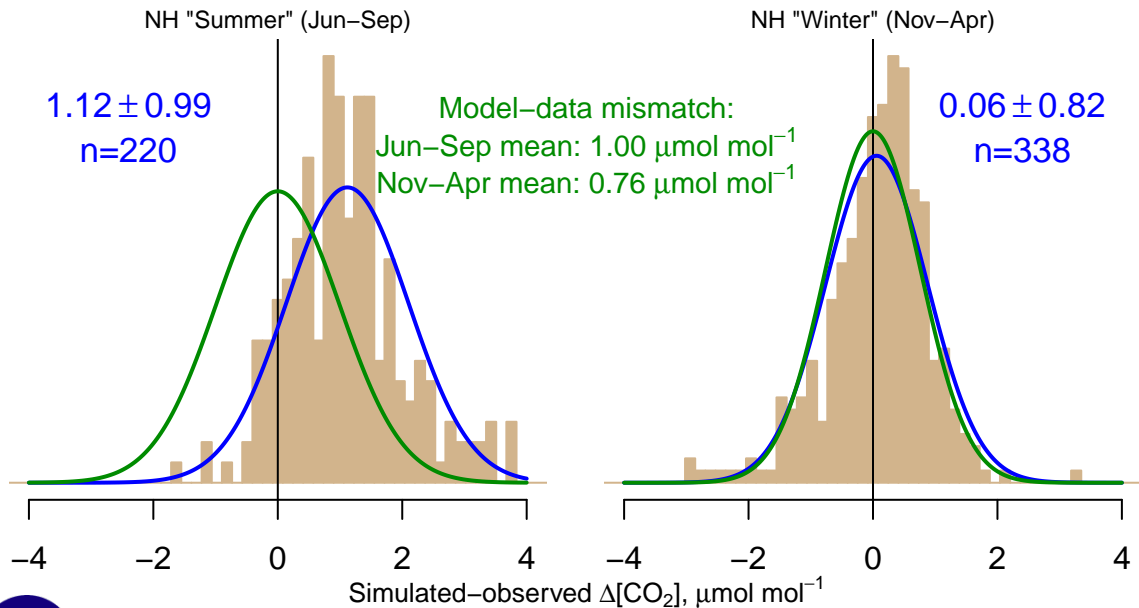 NH "Summer" (Jun−Sep)
1.12 ± 0.99
n=220
Model−data mismatch:
Jun−Sep mean: 1.00 μmol mol⁻¹
Nov−Apr mean: 0.76 μmol mol⁻¹
NH "Winter" (Nov−Apr)
0.06 ± 0.82
n=338
−4 −2 0 2 4
−4 −2 0 2 4
Simulated−observed Δ[CO₂], μmol mol⁻¹